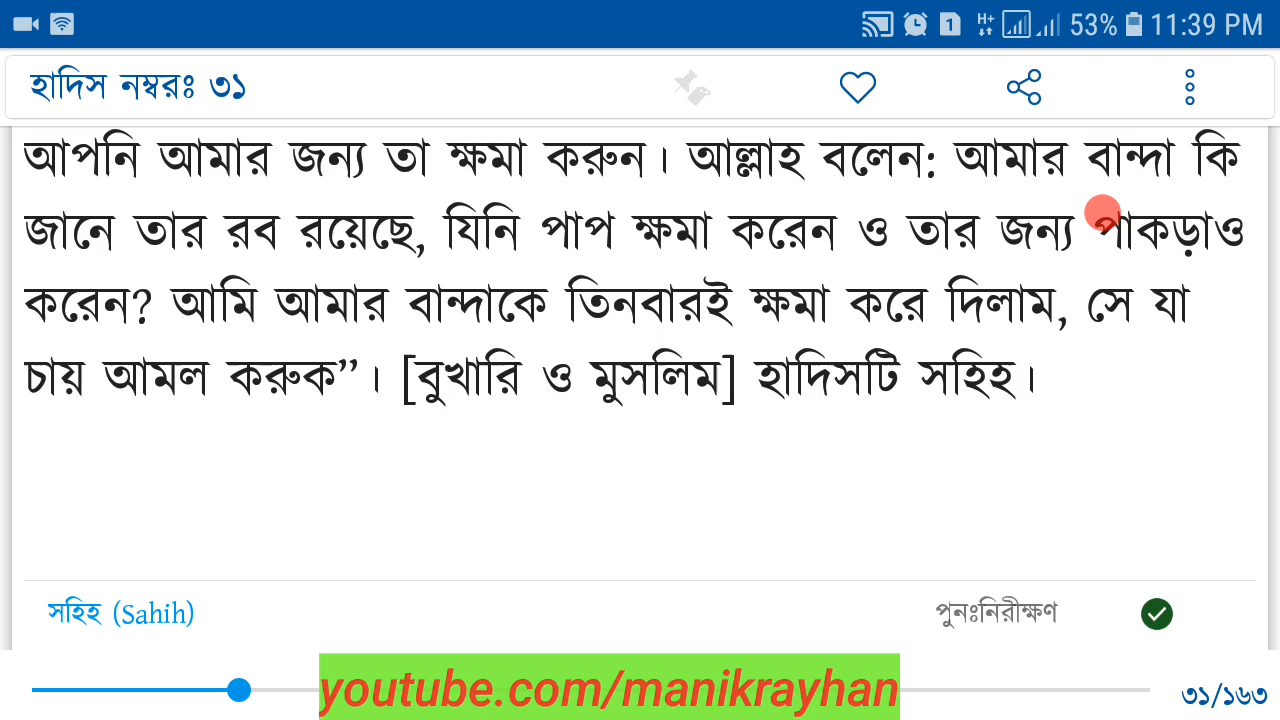 1 H+ 53% 11:39 PM
হাদিস নম্বরঃ ৩১
আপনি আমার জন্য তা ক্ষমা করুন। আল্লাহ বলেন: আমার বান্দা কি
জানে তার রব রয়েছে, যিনি পাপ ক্ষমা করেন ও তার জন্য পাকড়াও
করেন? আমি আমার বান্দাকে তিনবারই ক্ষমা করে দিলাম, সে যা
চায় আমল করুক”। [বুখারি ও মুসলিম] হাদিসটি সহিহ।
সহিহ (Sahih) পুনঃনিরীক্ষণ
youtube.com/manikrayhan
৩১/১৬৩